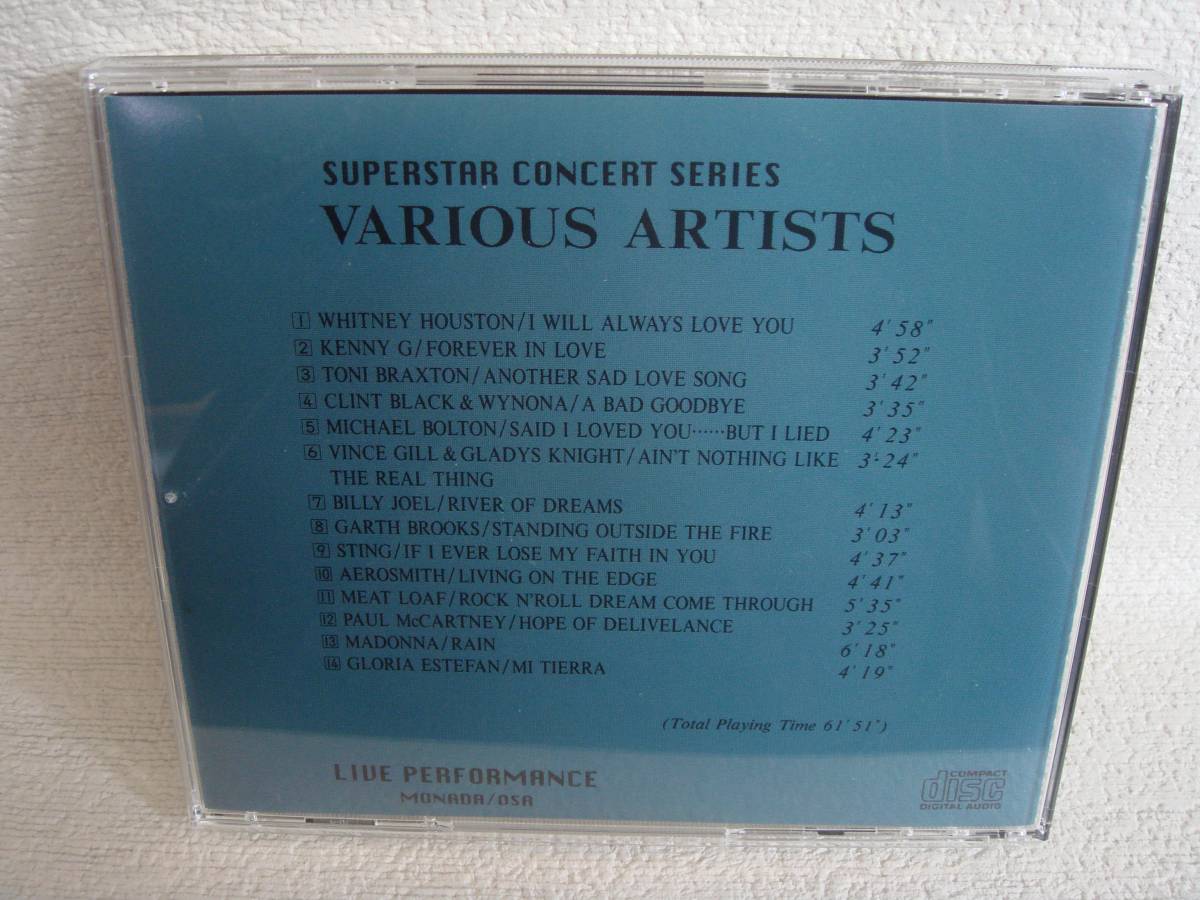 SUPERSTAR CONCERT SERIES
VARIOUS ARTISTS
1 WHITNEY HOUSTON/I WILL ALWAYS LOVE YOU 4'58"
2 KENNY G/FOREVER IN LOVE 3'52"
3 TONI BRAXTON/ANOTHER SAD LOVE SONG 3'42"
4 CLINT BLACK & WYNONA/A BAD GOODBYE 3'35"
5 MICHAEL BOLTON/SAID I LOVED YOU……BUT I LIED 4'23"
6 VINCE GILL & GLADYS KNIGHT/AIN'T NOTHING LIKE 3'24"
THE REAL THING
7 BILLY JOEL/RIVER OF DREAMS 4'13"
8 GARTH BROOKS/STANDING OUTSIDE THE FIRE 3'03"
9 STING/IF I EVER LOSE MY FAITH IN YOU 4'37"
10 AEROSMITH/LIVING ON THE EDGE 4'41"
11 MEAT LOAF/ROCK N'ROLL DREAM COME THROUGH 5'35"
12 PAUL McCARTNEY/HOPE OF DELIVELANCE 3'25"
13 MADONNA/RAIN 6'18"
14 GLORIA ESTEFAN/MI TIERRA 4'19"
(Total Playing Time 61'51")
LIVE PERFORMANCE
MONADA/OSA
COMPACT
disc
DIGITAL AUDIO